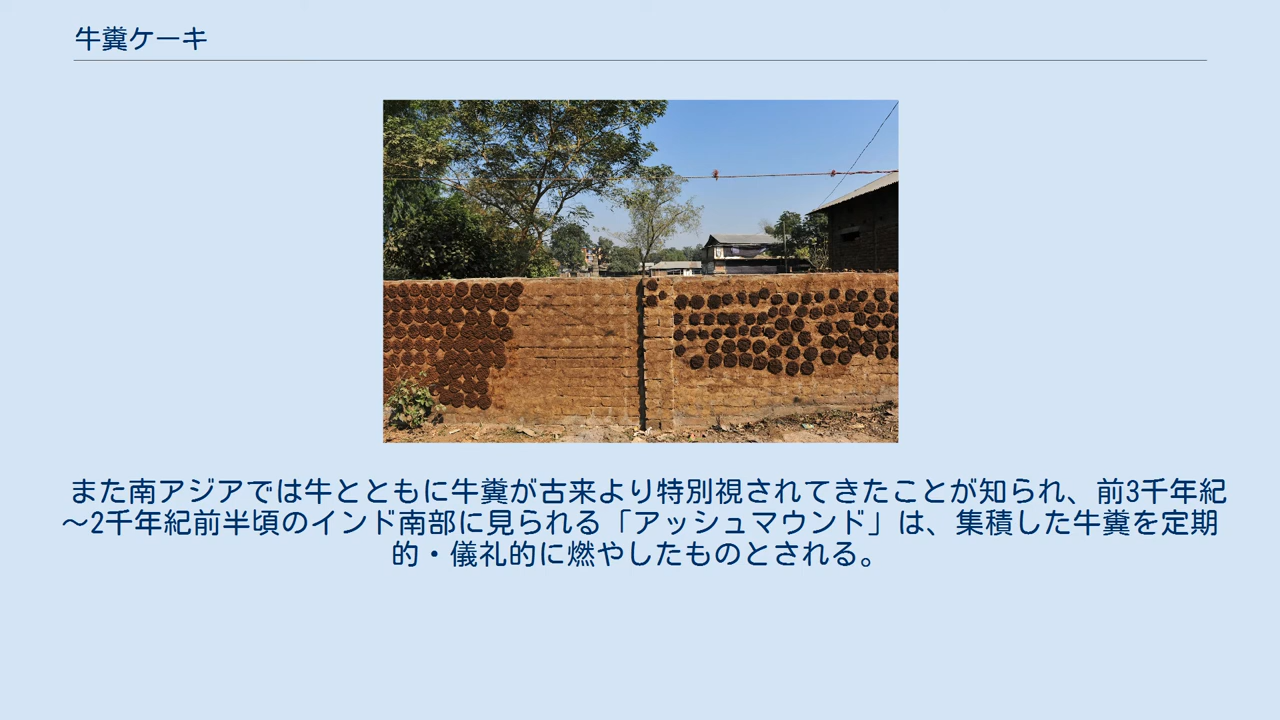 牛糞ケーキ
また南アジアでは牛とともに牛糞が古来より特別視されてきたことが知られ、前3千年紀
～2千年紀前半頃のインド南部に見られる「アッシュマウンド」は、集積した牛糞を定期
的・儀礼的に燃やしたものとされる。